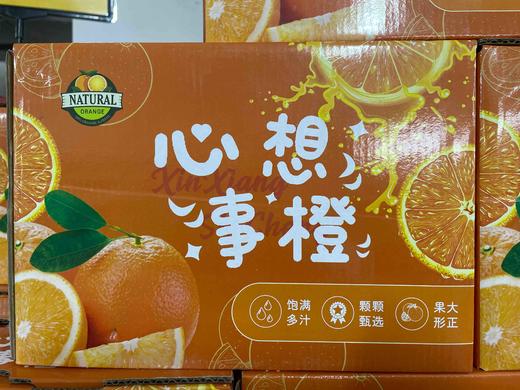 NATURAL
ORANGE
心想
事橙
Xin Xiang
饱满
多汁
颗颗
甄选
果大
形正